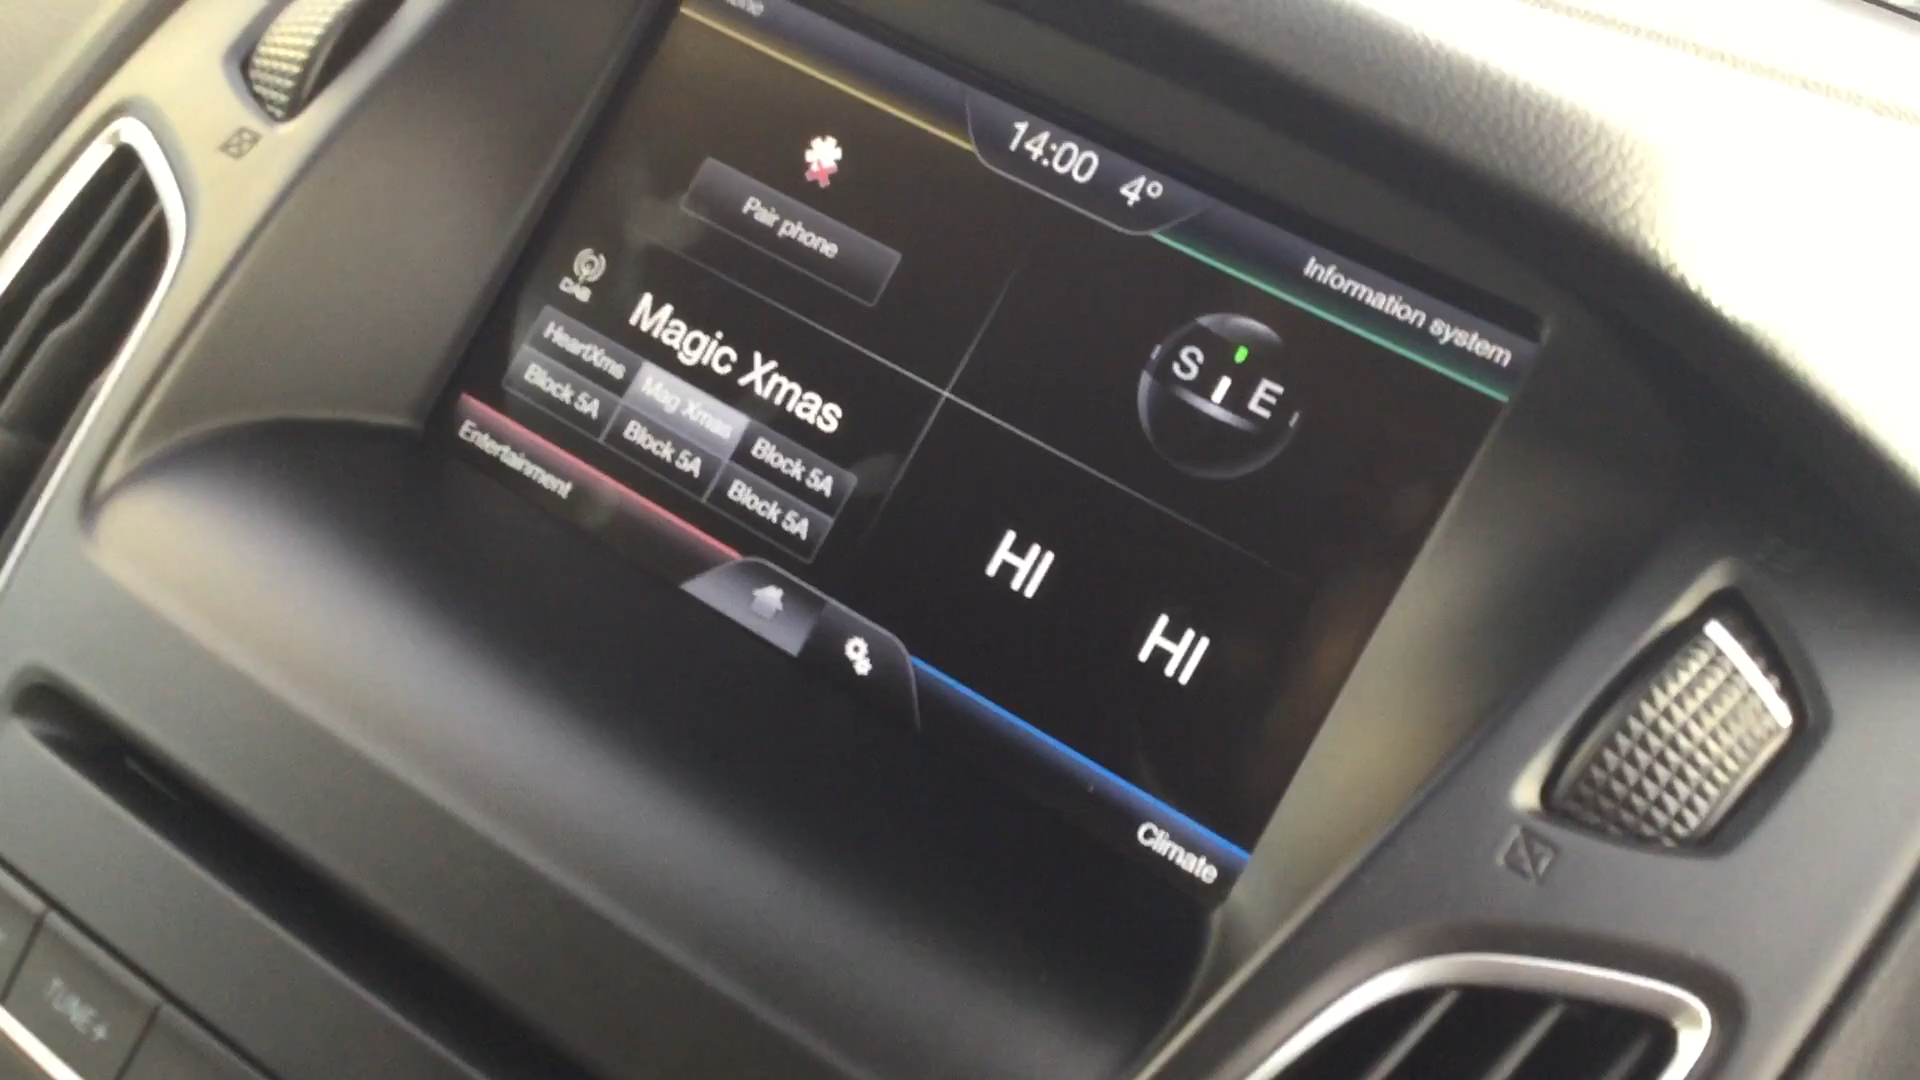 14:00 4°
Pair phone
Information system
DAB
Magic Xmas
S E
HeartXms Mag Xmas Block 5A
Block 5A Block 5A Block 5A
Entertainment
HI HI
Climate
TUNE+